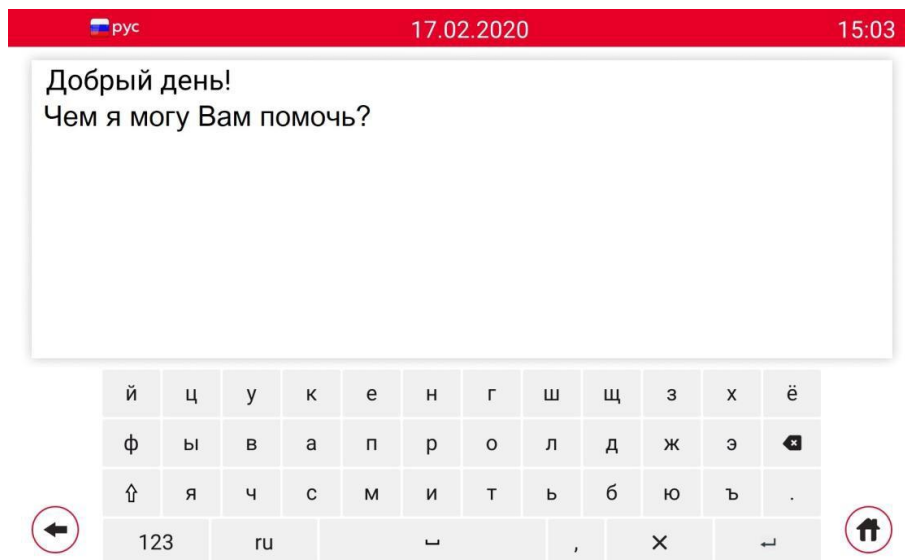 рус 17.02.2020 15:03
Добрый день!
Чем я могу Вам помочь?
й ц у к е н г ш щ з х ё
ф ы в а п р о л д ж э
я ч с м и т ь б ю ъ .
123 ru ,